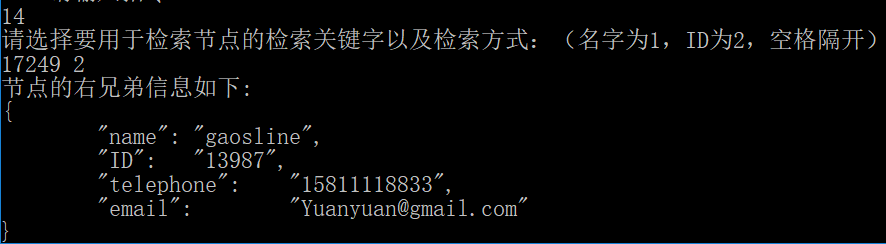 14
请选择要用于检索节点的检索关键字以及检索方式：（名字为1，ID为2，空格隔开）
17249 2
节点的右兄弟信息如下：
{
"name": "gaosline",
"ID": "13987",
"telephone": "15811118833",
"email": "Yuanyuan@gmail.com"
}